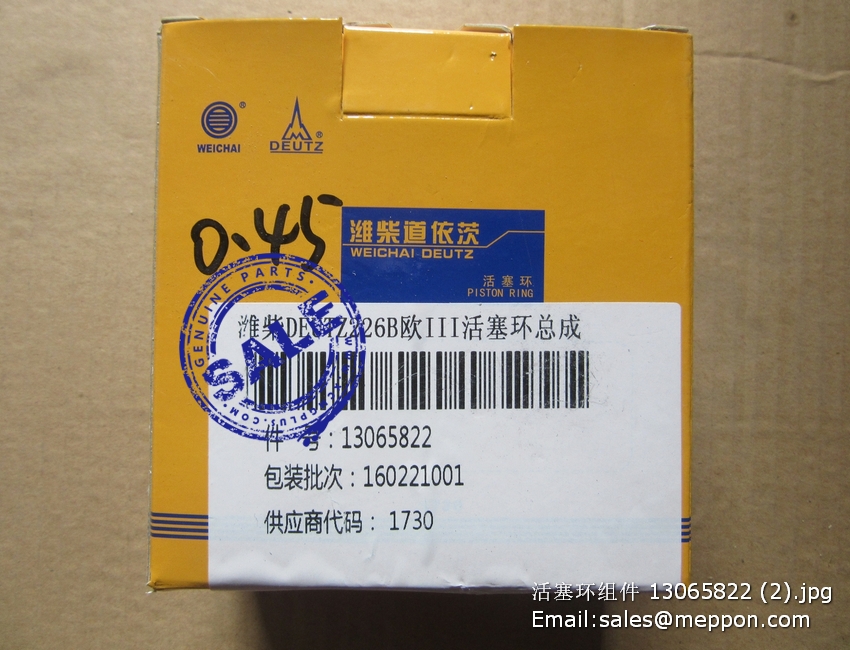 WEICHAI
®
DEUTZ
®
0.45
潍柴道依茨
WEICHAI DEUTZ
活塞环
PISTON RING
GENUINE PARTS
SALE
潍柴DEUTZ226B欧III活塞环总成
件 号：13065822
包装批次：160221001
供应商代码： 1730
活塞环组件 13065822 (2).jpg
Email:sales@meppon.com